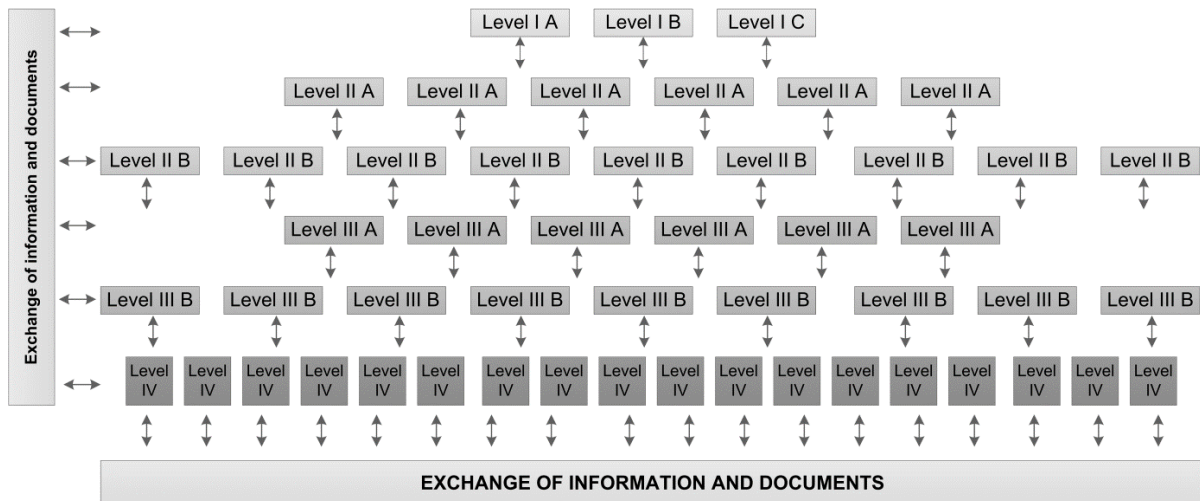 Exchange of information and documents
Level I A Level I B Level I C
Level II A Level II A Level II A Level II A Level II A Level II A
Level II B Level II B Level II B Level II B Level II B Level II B Level II B Level II B Level II B
Level III A Level III A Level III A Level III A Level III A Level III A
Level III B Level III B Level III B Level III B Level III B Level III B Level III B Level III B Level III B
Level Level Level Level Level Level Level Level Level Level Level Level Level Level Level Level Level Level
IV IV IV IV IV IV IV IV IV IV IV IV IV IV IV IV IV IV
EXCHANGE OF INFORMATION AND DOCUMENTS